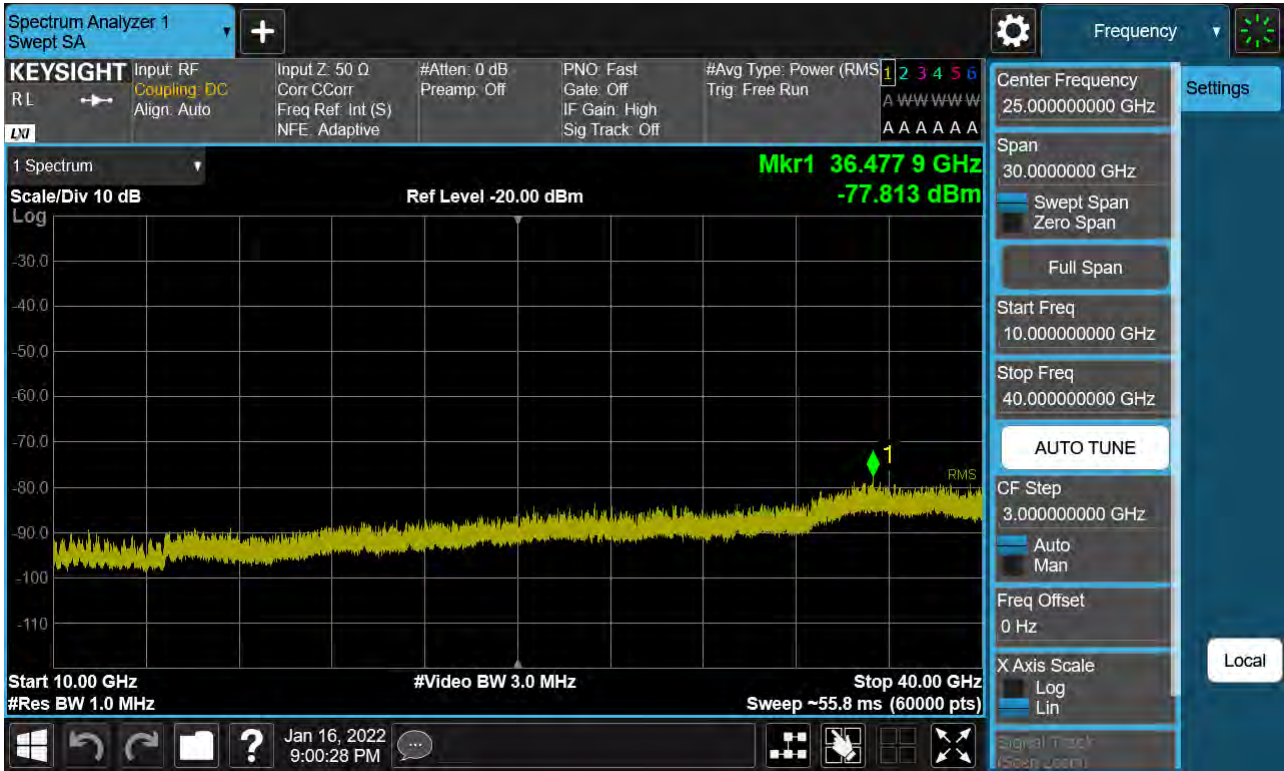 Spectrum Analyzer 1
Swept SA
Frequency
KEYSIGHT
R L
LXI
Input: RF
Coupling: DC
Align: Auto
Input Z: 50 Ω
Corr CCorr
Freq Ref: Int (S)
NFE: Adaptive
#Atten: 0 dB
Preamp: Off
PNO: Fast
Gate: Off
IF Gain: High
Sig Track: Off
#Avg Type: Power (RMS
Trig: Free Run
1 2 3 4 5 6
A W W W W W
A A A A A A
1 Spectrum
Scale/Div 10 dB
Log
Ref Level -20.00 dBm
Mkr1 36.477 9 GHz
-77.813 dBm
-30.0
-40.0
-50.0
-60.0
-70.0
-80.0
-90.0
-100
-110
1
RMS
Start 10.00 GHz
#Res BW 1.0 MHz
#Video BW 3.0 MHz
Stop 40.00 GHz
Sweep ~55.8 ms (60000 pts)
Center Frequency
25.000000000 GHz
Span
30.0000000 GHz
Swept Span
Zero Span
Full Span
Start Freq
10.000000000 GHz
Stop Freq
40.000000000 GHz
AUTO TUNE
CF Step
3.000000000 GHz
Auto
Man
Freq Offset
0 Hz
X Axis Scale
Log
Lin
Signal Track
(Span Zoom)
Settings
Local
?
Jan 16, 2022
9:00:28 PM